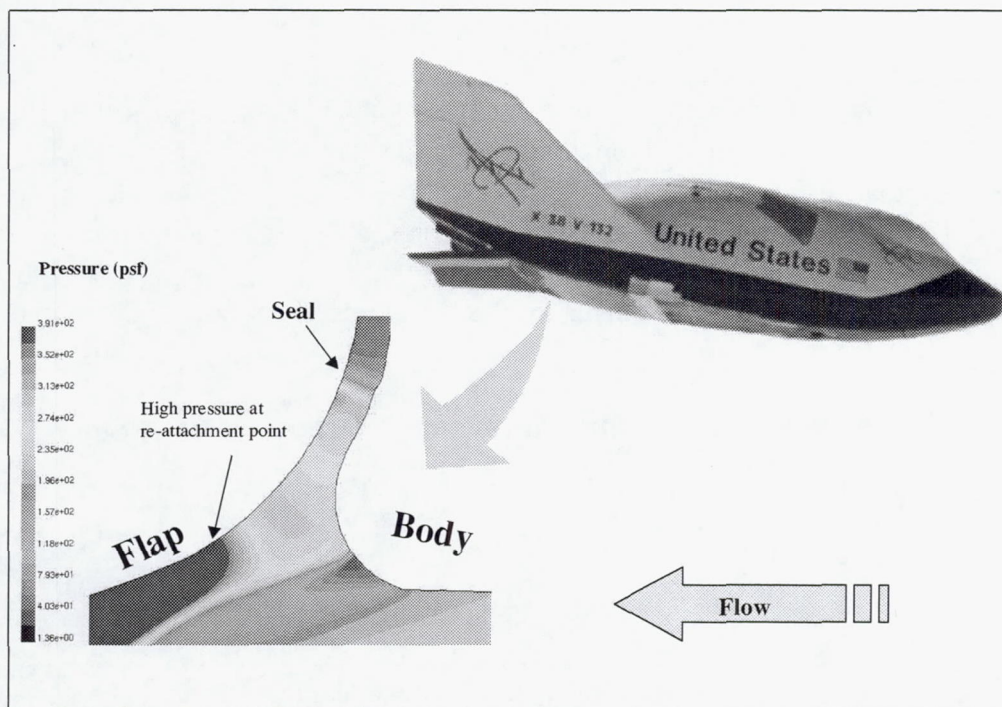 X 38 V 132
United States
Pressure (psf)
Seal
3.91e+02
3.52e+02
3.13e+02
2.74e+02
2.35e+02
1.96e+02
1.57e+02
1.18e+02
7.93e+01
4.03e+01
1.36e+00
High pressure at
re-attachment point
Flap
Body
Flow